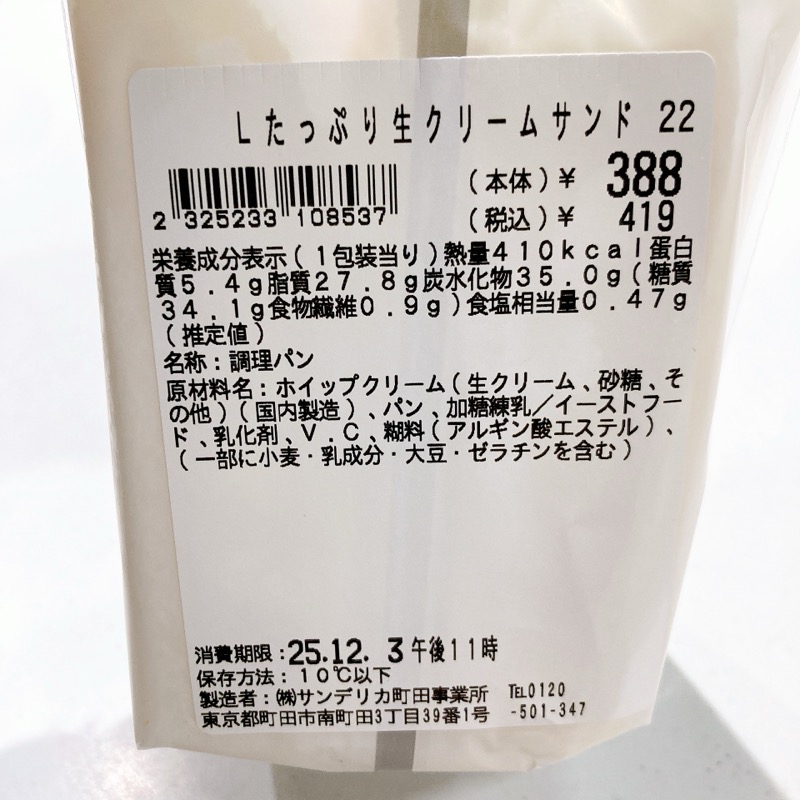 Lたっぷり生クリームサンド 22
(本体)¥ 388
2 325233 108537
(税込)¥ 419
栄養成分表示(1包装当り)熱量410kcal蛋白
質5.4g脂質27.8g炭水化物35.0g(糖質
34.1g食物繊維0.9g)食塩相当量0.47g
(推定値)
名称:調理パン
原材料名:ホイップクリーム(生クリーム、砂糖、そ
の他)(国内製造)、パン、加糖練乳/イーストフー
ド、乳化剤、V.C、糊料(アルギン酸エステル)、
(一部に小麦・乳成分・大豆・ゼラチンを含む)
消費期限:25.12. 3午後11時
保存方法:10℃以下
製造者:㈱サンデリカ町田事業所 ℡0120
東京都町田市南町田3丁目39番1号 -501-347